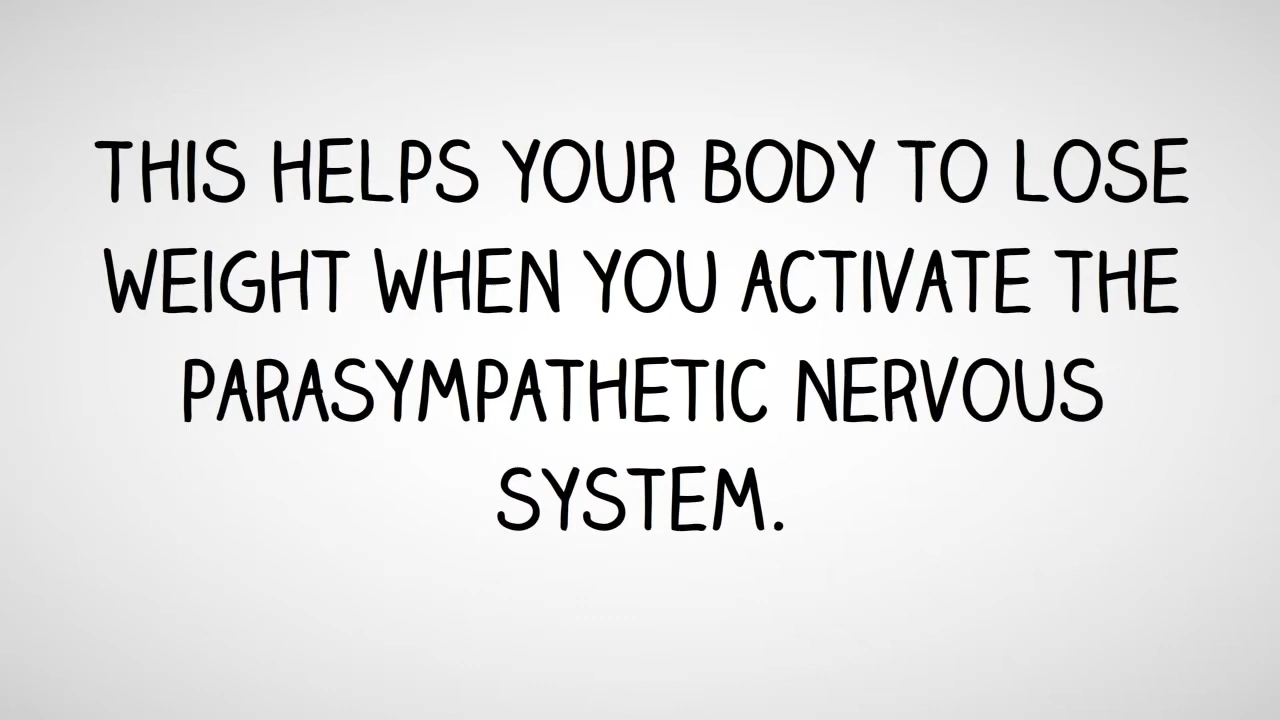 THIS HELPS YOUR BODY TO LOSE
WEIGHT WHEN YOU ACTIVATE THE
PARASYMPATHETIC NERVOUS
SYSTEM.